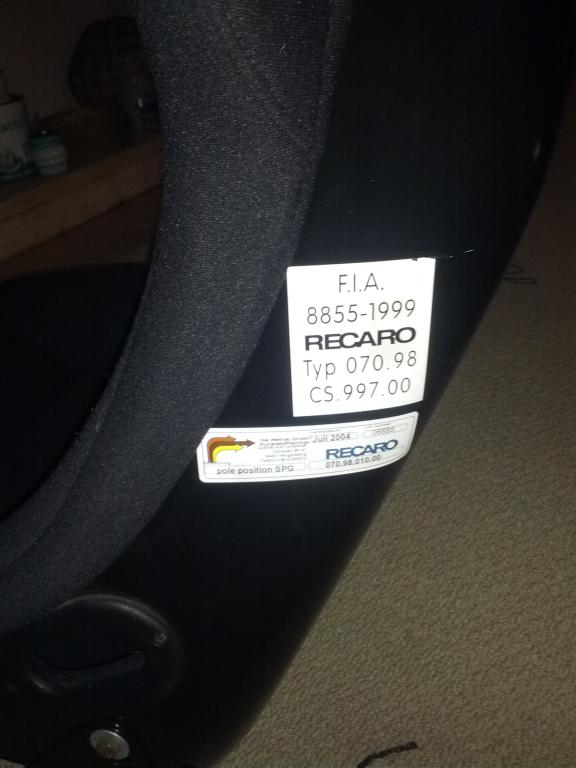 F.I.A.
8855-1999
RECARO
Typ 070.98
CS.997.00
Juli 2004
05685
RECARO
pole position SPG
070.98.010.00